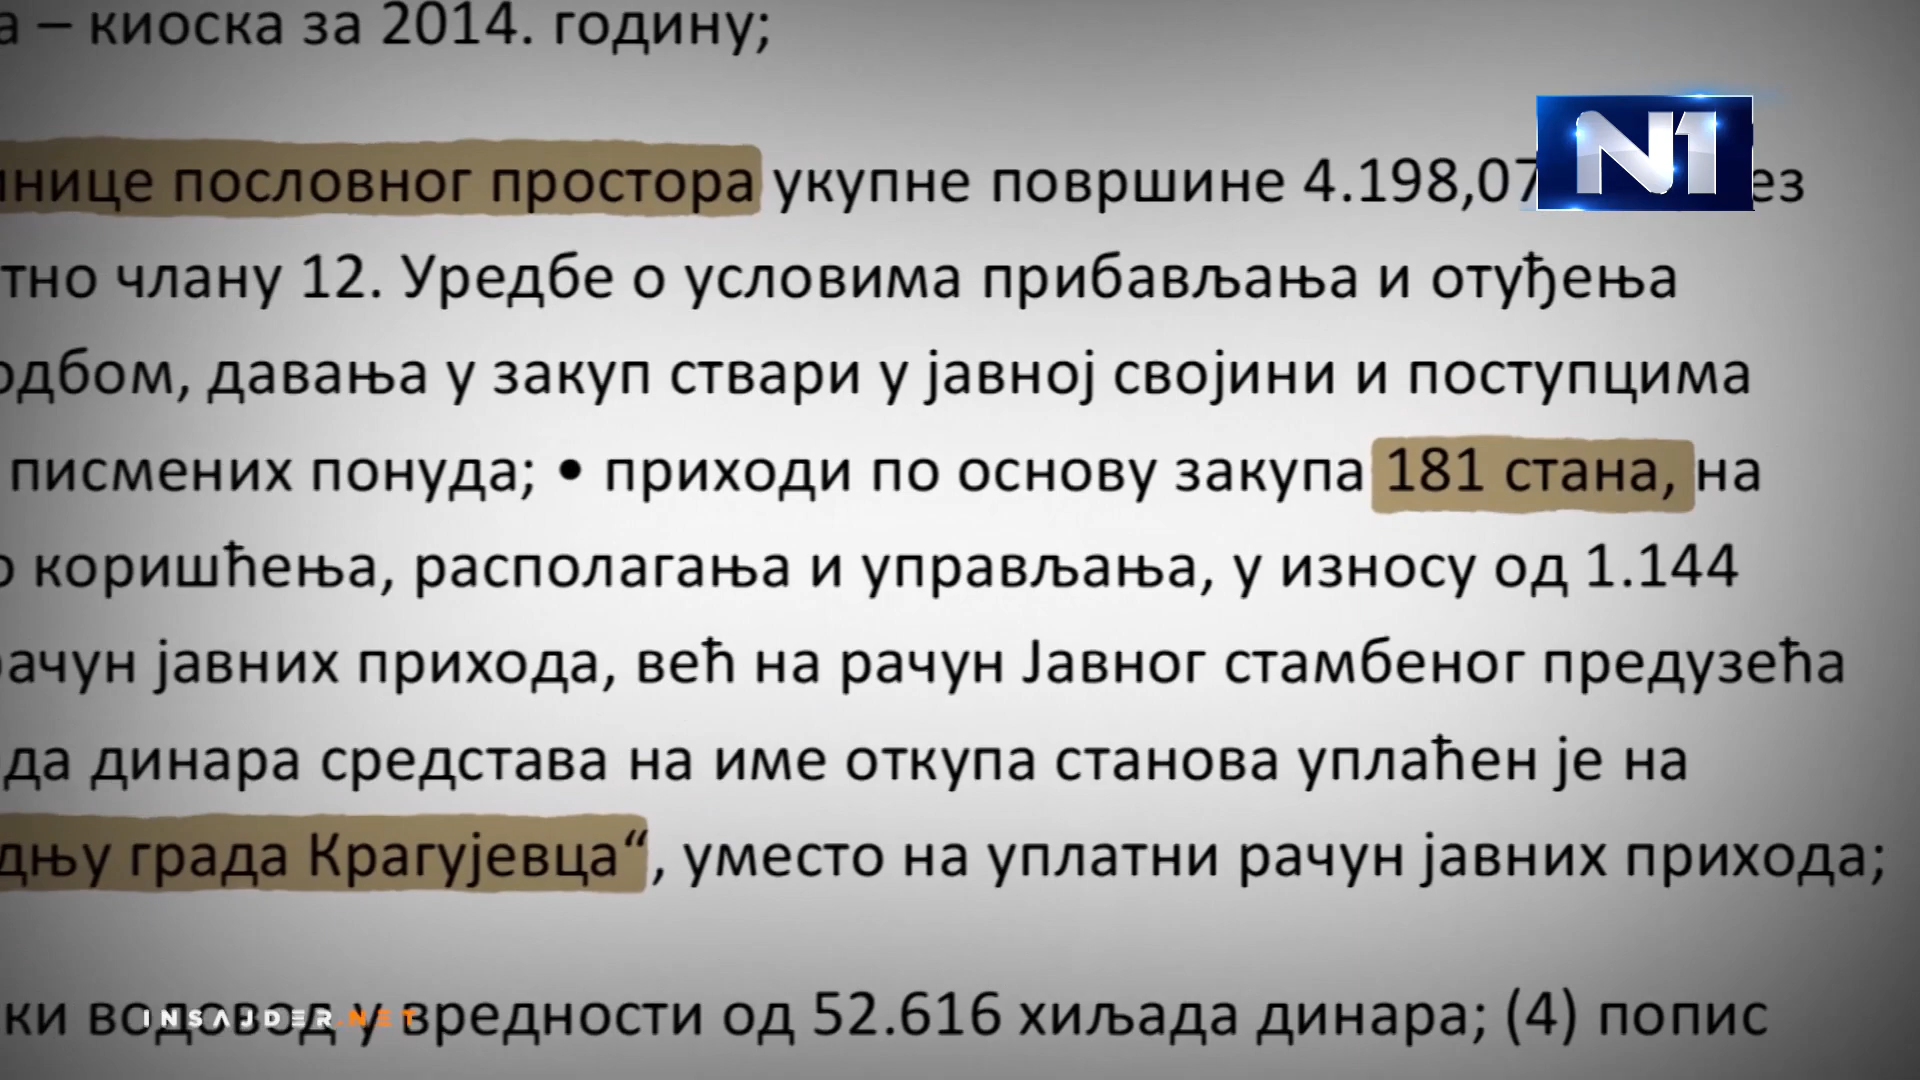 а – киоска за 2014. годину;
N1
нице пословног простора укупне површине 4.198,07 ез
тно члану 12. Уредбе о условима прибављања и отуђења
одбом, давања у закуп ствари у јавној својини и поступцима
писмених понуда; • приходи по основу закупа 181 стана, на
о коришћења, располагања и управљања, у износу од 1.144
рачун јавних прихода, већ на рачун Јавног стамбеног предузећа
да динара средстава на име откупа станова уплаћен је на
дњу града Крагујевца“, уместо на уплатни рачун јавних прихода;
ки водовод у вредности од 52.616 хиљада динара; (4) попис
INSAJDER.NET